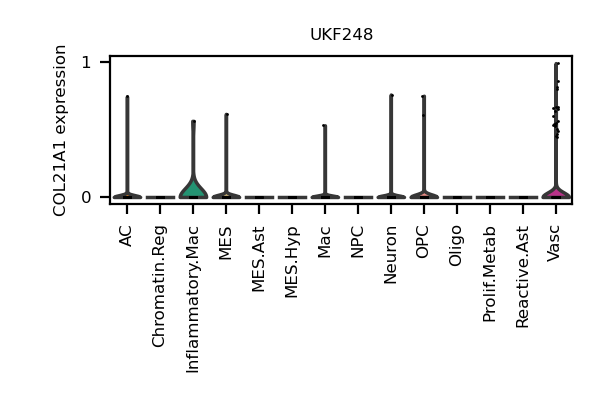 UKF248
COL21A1 expression
1
0
AC
Chromatin.Reg
Inflammatory.Mac
MES
MES.Ast
MES.Hyp
Mac
NPC
Neuron
OPC
Oligo
Prolif.Metab
Reactive.Ast
Vasc